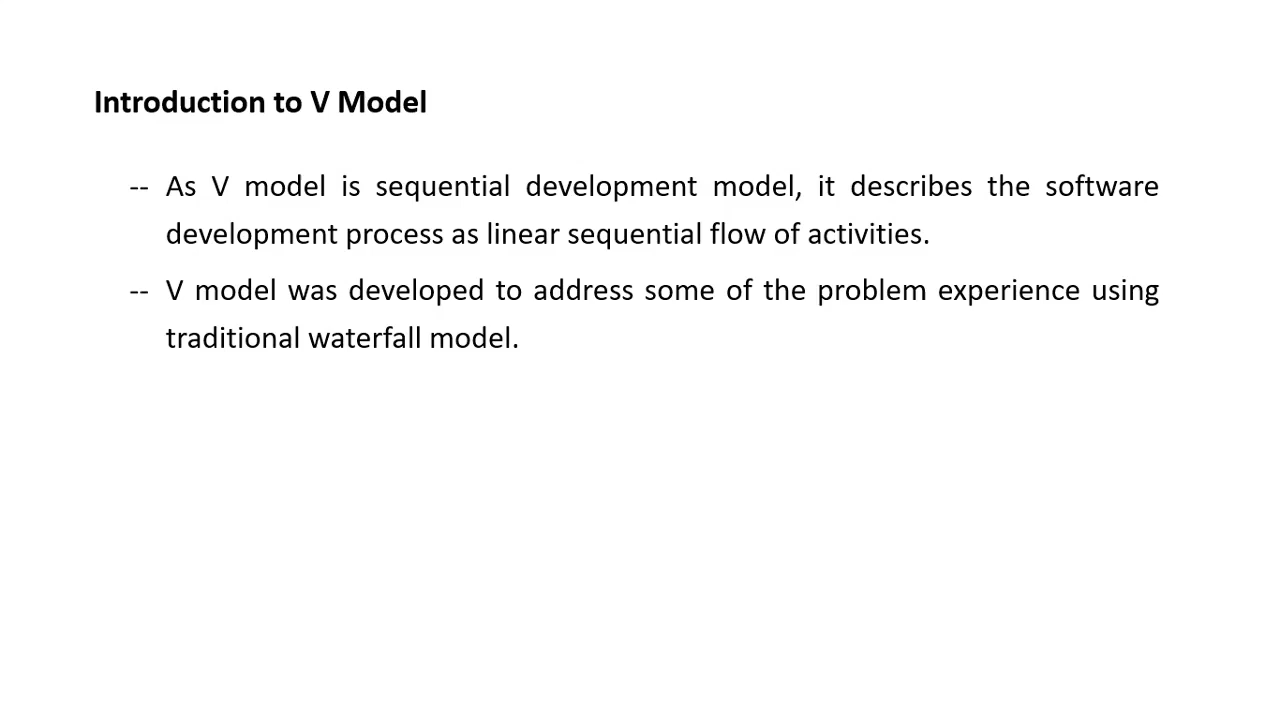 Introduction to V Model
-- As V model is sequential development model, it describes the software
development process as linear sequential flow of activities.
-- V model was developed to address some of the problem experience using
traditional waterfall model.